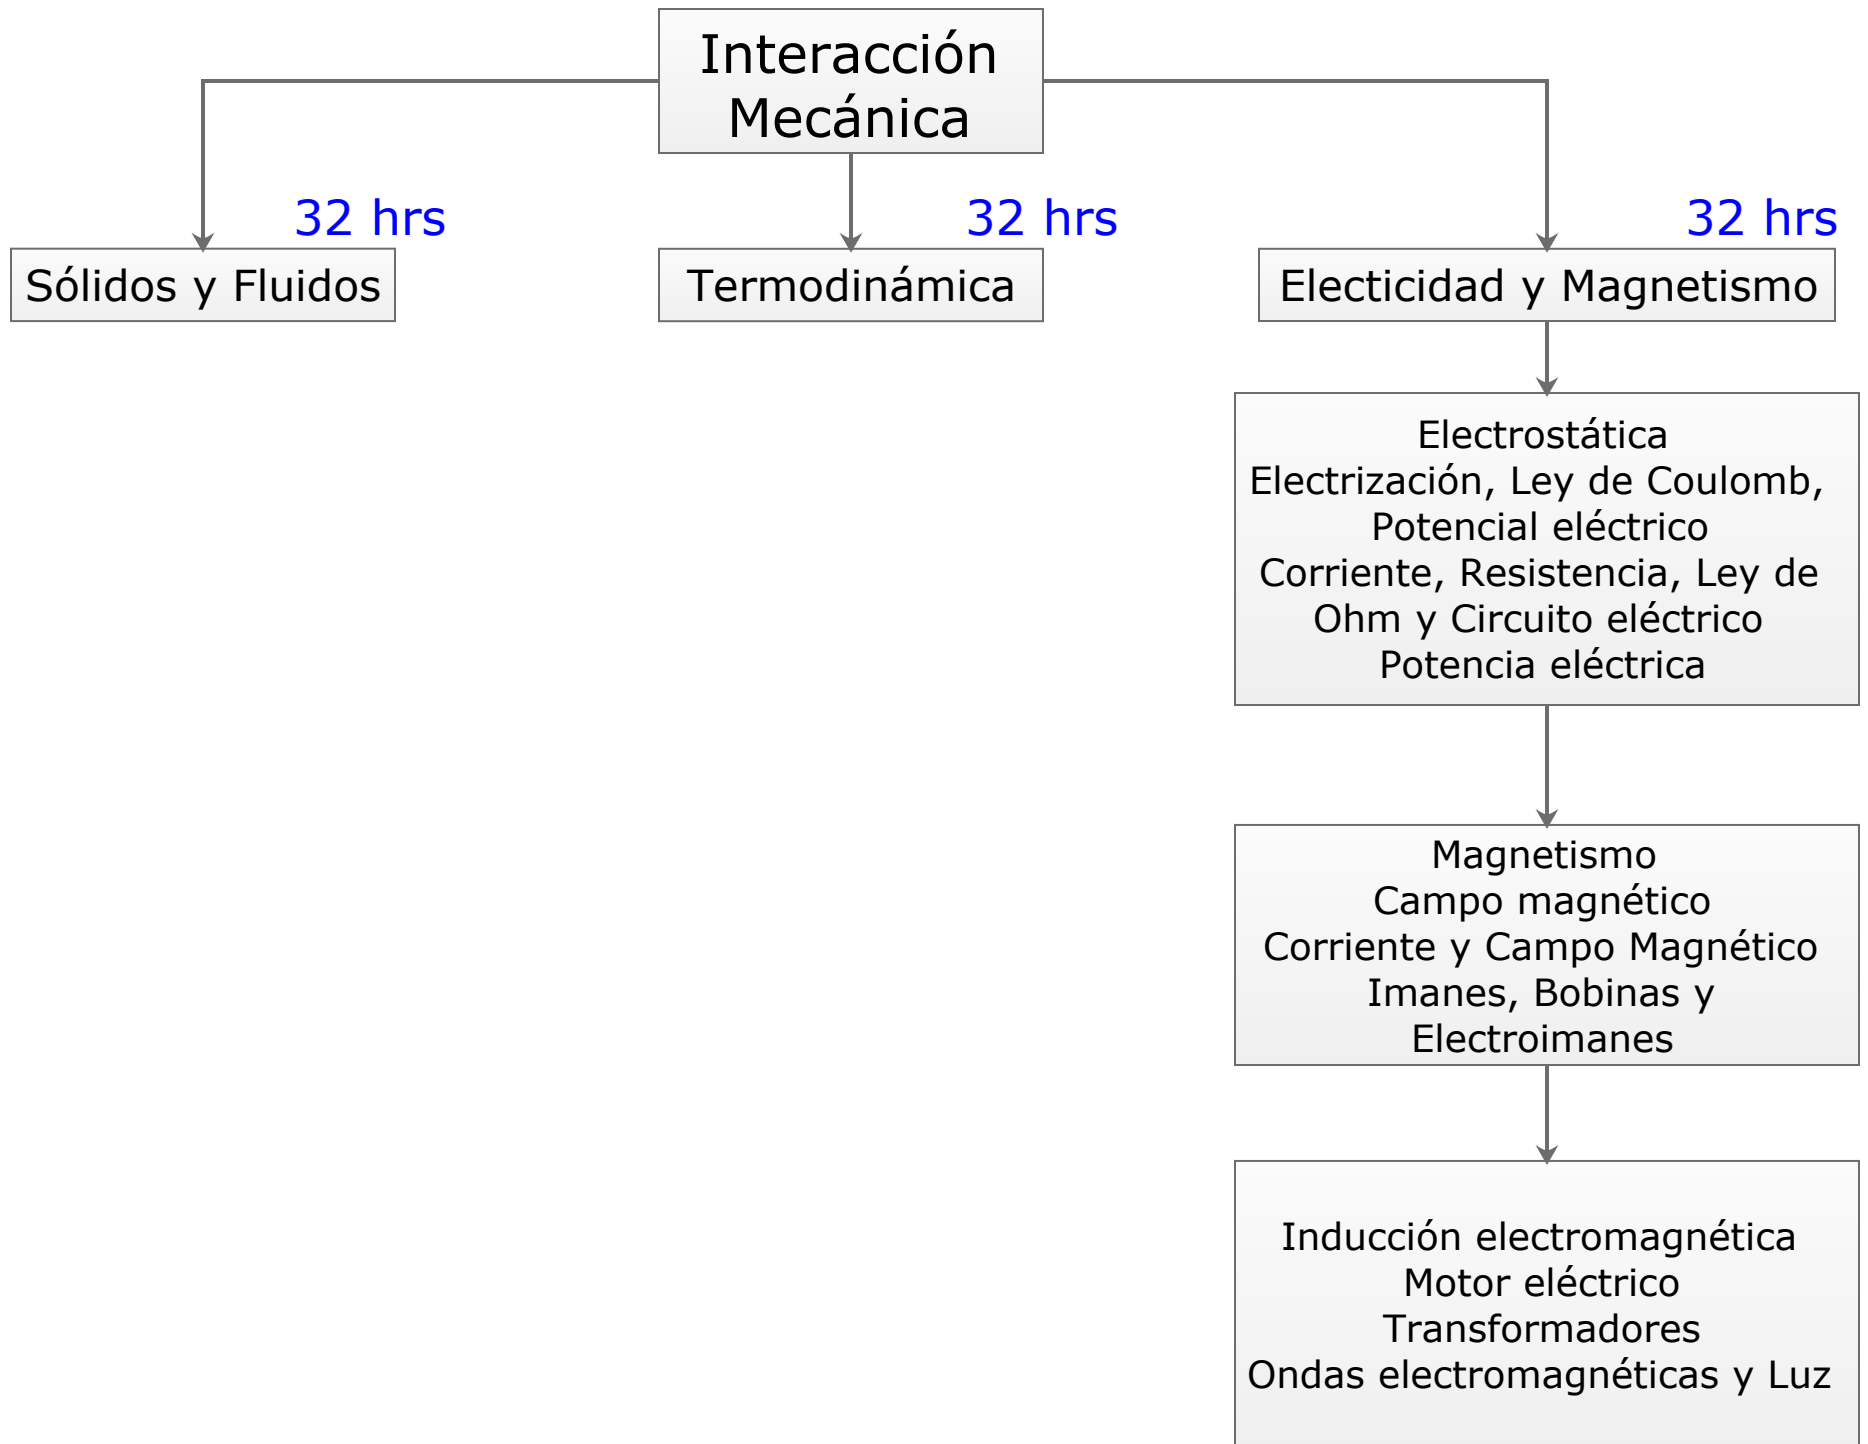 Interacción
Mecánica
32 hrs
32 hrs
32 hrs
Sólidos y Fluidos
Termodinámica
Electicidad y Magnetismo
Electrostática
Electrización, Ley de Coulomb,
Potencial eléctrico
Corriente, Resistencia, Ley de
Ohm y Circuito eléctrico
Potencia eléctrica
Magnetismo
Campo magnético
Corriente y Campo Magnético
Imanes, Bobinas y
Electroimanes
Inducción electromagnética
Motor eléctrico
Transformadores
Ondas electromagnéticas y Luz